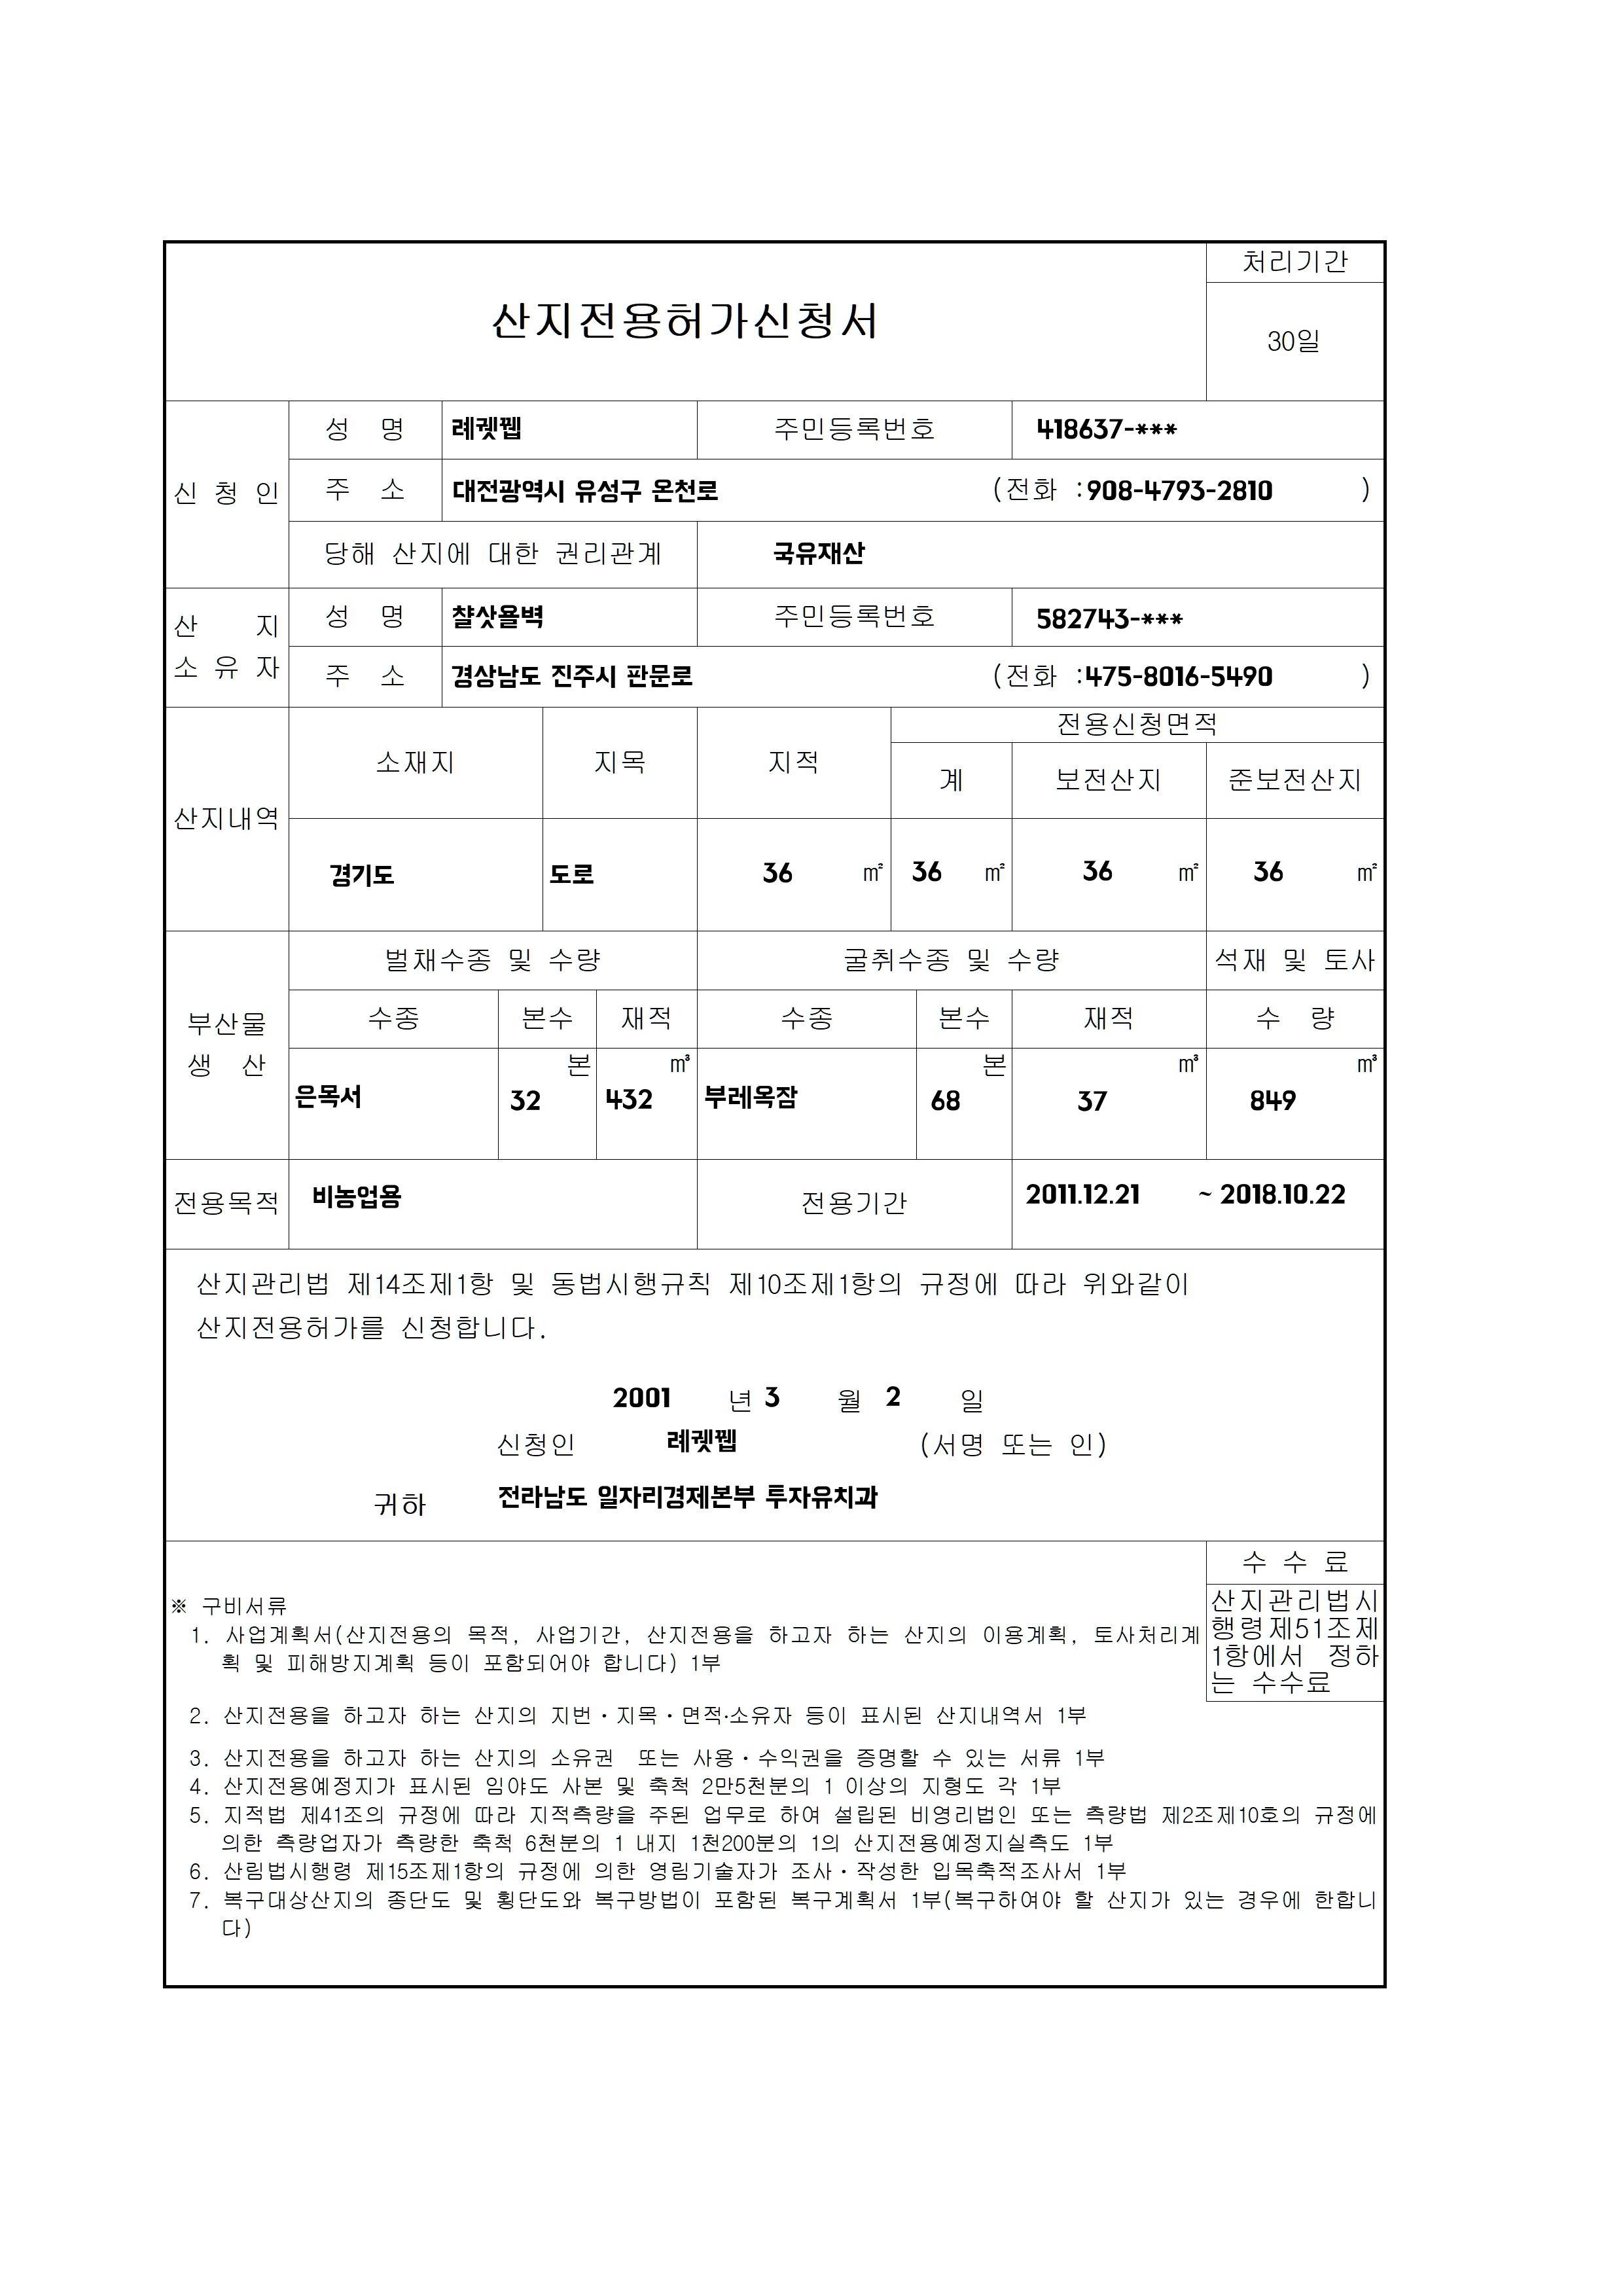 처리기간
산지전용허가신청서
30일
신 청 인
성 명 례켓뀁 주민등록번호 418637-***
주 소 대전광역시 유성구 온천로 (전화 :908-4793-2810 )
당해 산지에 대한 권리관계 국유재산
산 지
소 유 자
성 명 챨삿욜벽 주민등록번호 582743-***
주 소 경상남도 진주시 판문로 (전화 :475-8016-5490 )
산지내역
소재지 지목 지적 전용신청면적
계 보전산지 준보전산지
경기도 도로 36 ㎡ 36 ㎡ 36 ㎡ 36 ㎡
부산물
생 산
벌채수종 및 수량 굴취수종 및 수량 석재 및 토사
수종 본수 재적 수종 본수 재적 수 량
본 ㎥ 본 ㎥ ㎥
은목서 32 432 부레옥잠 68 37 849
전용목적 비농업용 전용기간 2011.12.21 ~ 2018.10.22
산지관리법 제14조제1항 및 동법시행규칙 제10조제1항의 규정에 따라 위와같이
산지전용허가를 신청합니다.
2001 년 3 월 2 일
신청인 (서명 또는 인)
귀하 전라남도 일자리경제본부 투자유치과
수 수 료
산지관리법시
행령제51조제
1항에서 정하
는 수수료
※ 구비서류
1. 사업계획서(산지전용의 목적, 사업기간, 산지전용을 하고자 하는 산지의 이용계획, 토사처리계
획 및 피해방지계획 등이 포함되어야 합니다) 1부
2. 산지전용을 하고자 하는 산지의 지번·지목·면적·소유자 등이 표시된 산지내역서 1부
3. 산지전용을 하고자 하는 산지의 소유권 또는 사용·수익권을 증명할 수 있는 서류 1부
4. 산지전용예정지가 표시된 임야도 사본 및 축척 2만5천분의 1 이상의 지형도 각 1부
5. 지적법 제41조의 규정에 따라 지적측량을 주된 업무로 하여 설립된 비영리법인 또는 측량법 제2조제10호의 규정에
의한 측량업자가 측량한 축척 6천분의 1 내지 1천200분의 1의 산지전용예정지실측도 1부
6. 산림법시행령 제15조제1항의 규정에 의한 영림기술자가 조사·작성한 입목축적조사서 1부
7. 복구대상산지의 종단도 및 횡단도와 복구방법이 포함된 복구계획서 1부(복구하여야 할 산지가 있는 경우에 한합니
다)